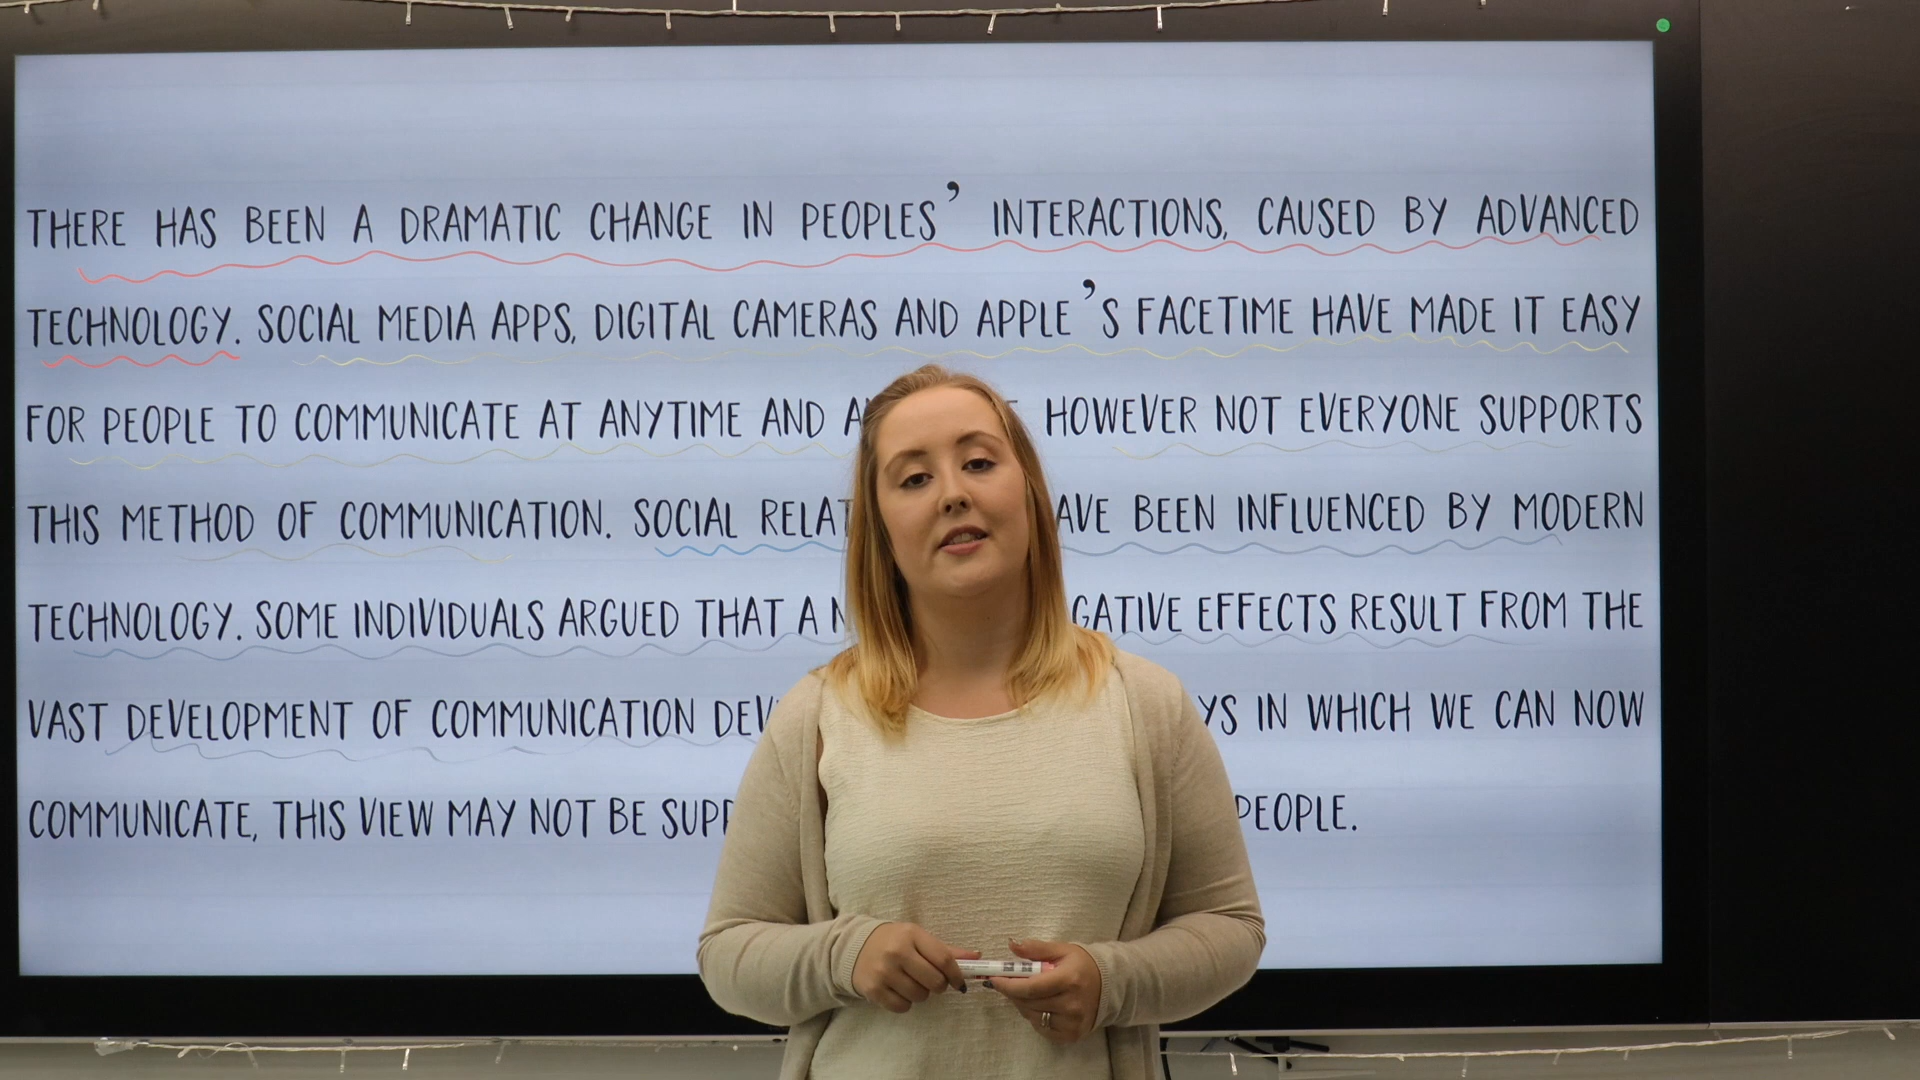 THERE HAS BEEN A DRAMATIC CHANGE IN PEOPLES' INTERACTIONS, CAUSED BY ADVANCED
TECHNOLOGY. SOCIAL MEDIA APPS, DIGITAL CAMERAS AND APPLE'S FACETIME HAVE MADE IT EASY
FOR PEOPLE TO COMMUNICATE AT ANYTIME AND HOWEVER NOT EVERYONE SUPPORTS
THIS METHOD OF COMMUNICATION. SOCIAL BEEN INFLUENCED BY MODERN
TECHNOLOGY. SOME INDIVIDUALS ARGUED THAT A EFFECTS RESULT FROM THE
VAST DEVELOPMENT OF COMMUNICATION IN WHICH WE CAN NOW
COMMUNICATE, THIS VIEW MAY NOT BE PEOPLE.